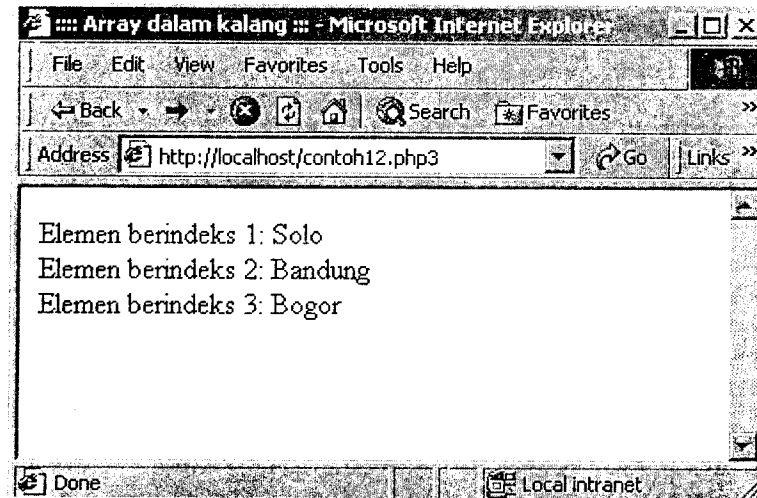 :::: Array dalam kalang ::: - Microsoft Internet Explorer
File Edit View Favorites Tools Help
Back Search Favorites »
Address http://localhost/contoh12.php3 Go Links »
Elemen berindeks 1: Solo
Elemen berindeks 2: Bandung
Elemen berindeks 3: Bogor
Done Local intranet